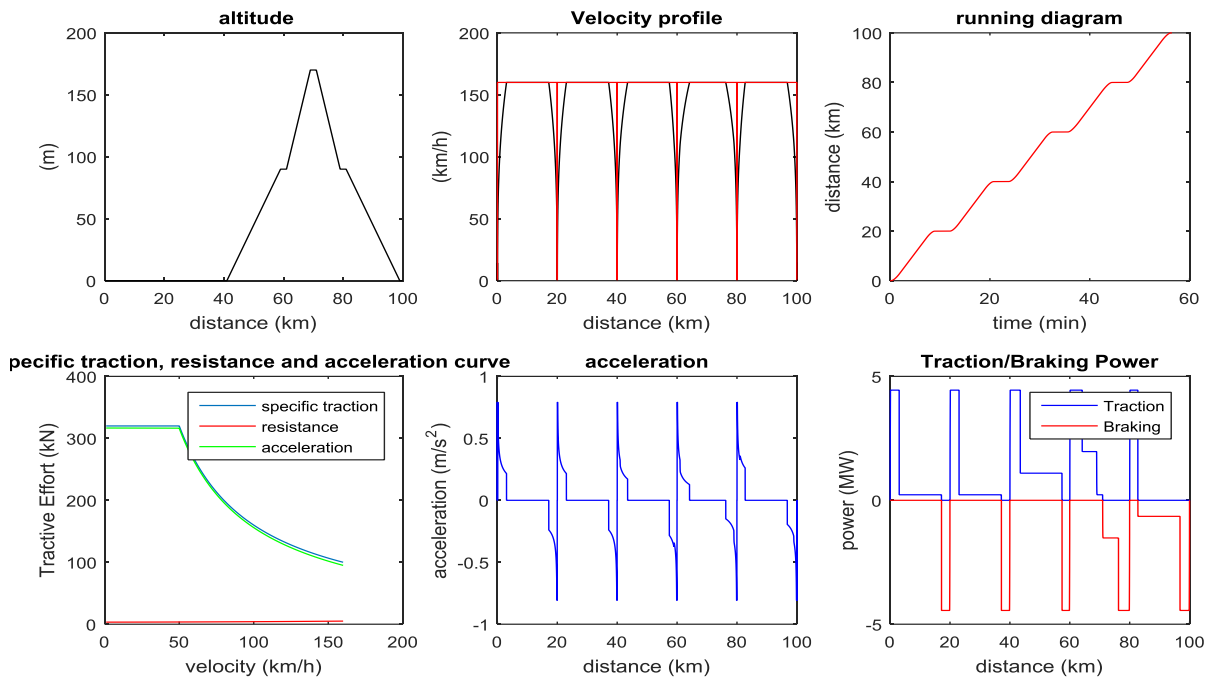 altitude
200
150
100
50
0
(m)
0 20 40 60 80 100
distance (km)
Velocity profile
200
150
100
50
0
(km/h)
0 20 40 60 80 100
distance (km)
running diagram
100
80
60
40
20
0
distance (km)
0 20 40 60
time (min)
pecific traction, resistance and acceleration curve
400
300
200
100
0
Tractive Effort (kN)
specific traction
resistance
acceleration
0 50 100 150 200
velocity (km/h)
acceleration
1
0.5
0
-0.5
-1
acceleration (m/s²)
0 20 40 60 80 100
distance (km)
Traction/Braking Power
5
0
-5
power (MW)
Traction
Braking
0 20 40 60 80 100
distance (km)